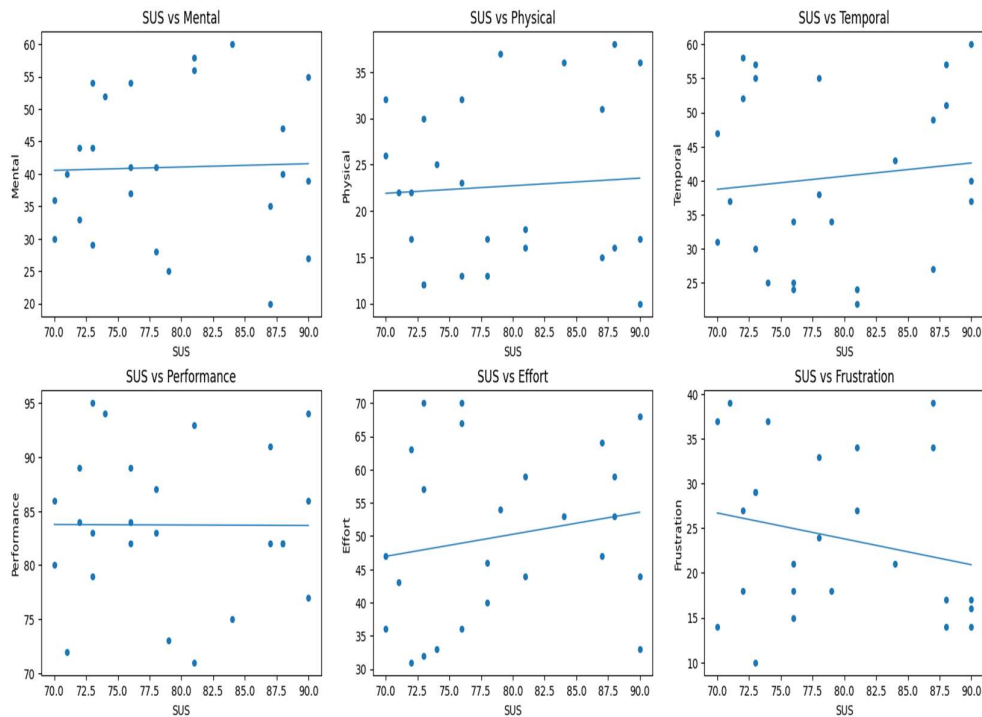 SUS vs Mental
60
55
50
45
40
35
30
25
20
Mental
70.0 72.5 75.0 77.5 80.0 82.5 85.0 87.5 90.0
SUS
SUS vs Physical
35
30
25
20
15
10
Physical
70.0 72.5 75.0 77.5 80.0 82.5 85.0 87.5 90.0
SUS
SUS vs Temporal
60
55
50
45
40
35
30
25
Temporal
70.0 72.5 75.0 77.5 80.0 82.5 85.0 87.5 90.0
SUS
SUS vs Performance
95
90
85
80
75
70
Performance
70.0 72.5 75.0 77.5 80.0 82.5 85.0 87.5 90.0
SUS
SUS vs Effort
70
65
60
55
50
45
40
35
30
Effort
70.0 72.5 75.0 77.5 80.0 82.5 85.0 87.5 90.0
SUS
SUS vs Frustration
40
35
30
25
20
15
10
Frustration
70.0 72.5 75.0 77.5 80.0 82.5 85.0 87.5 90.0
SUS